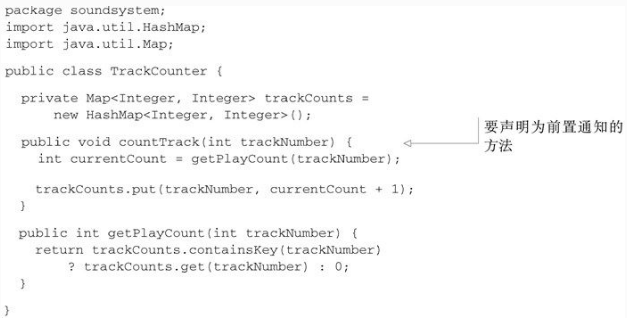 package soundsystem;
import java.util.HashMap;
import java.util.Map;
public class TrackCounter {
private Map<Integer, Integer> trackCounts =
new HashMap<Integer, Integer>();
public void countTrack(int trackNumber) {
要声明为前置通知的
方法
int currentCount = getPlayCount(trackNumber);
trackCounts.put(trackNumber, currentCount + 1);
}
public int getPlayCount(int trackNumber) {
return trackCounts.containsKey(trackNumber)
? trackCounts.get(trackNumber) : 0;
}
}